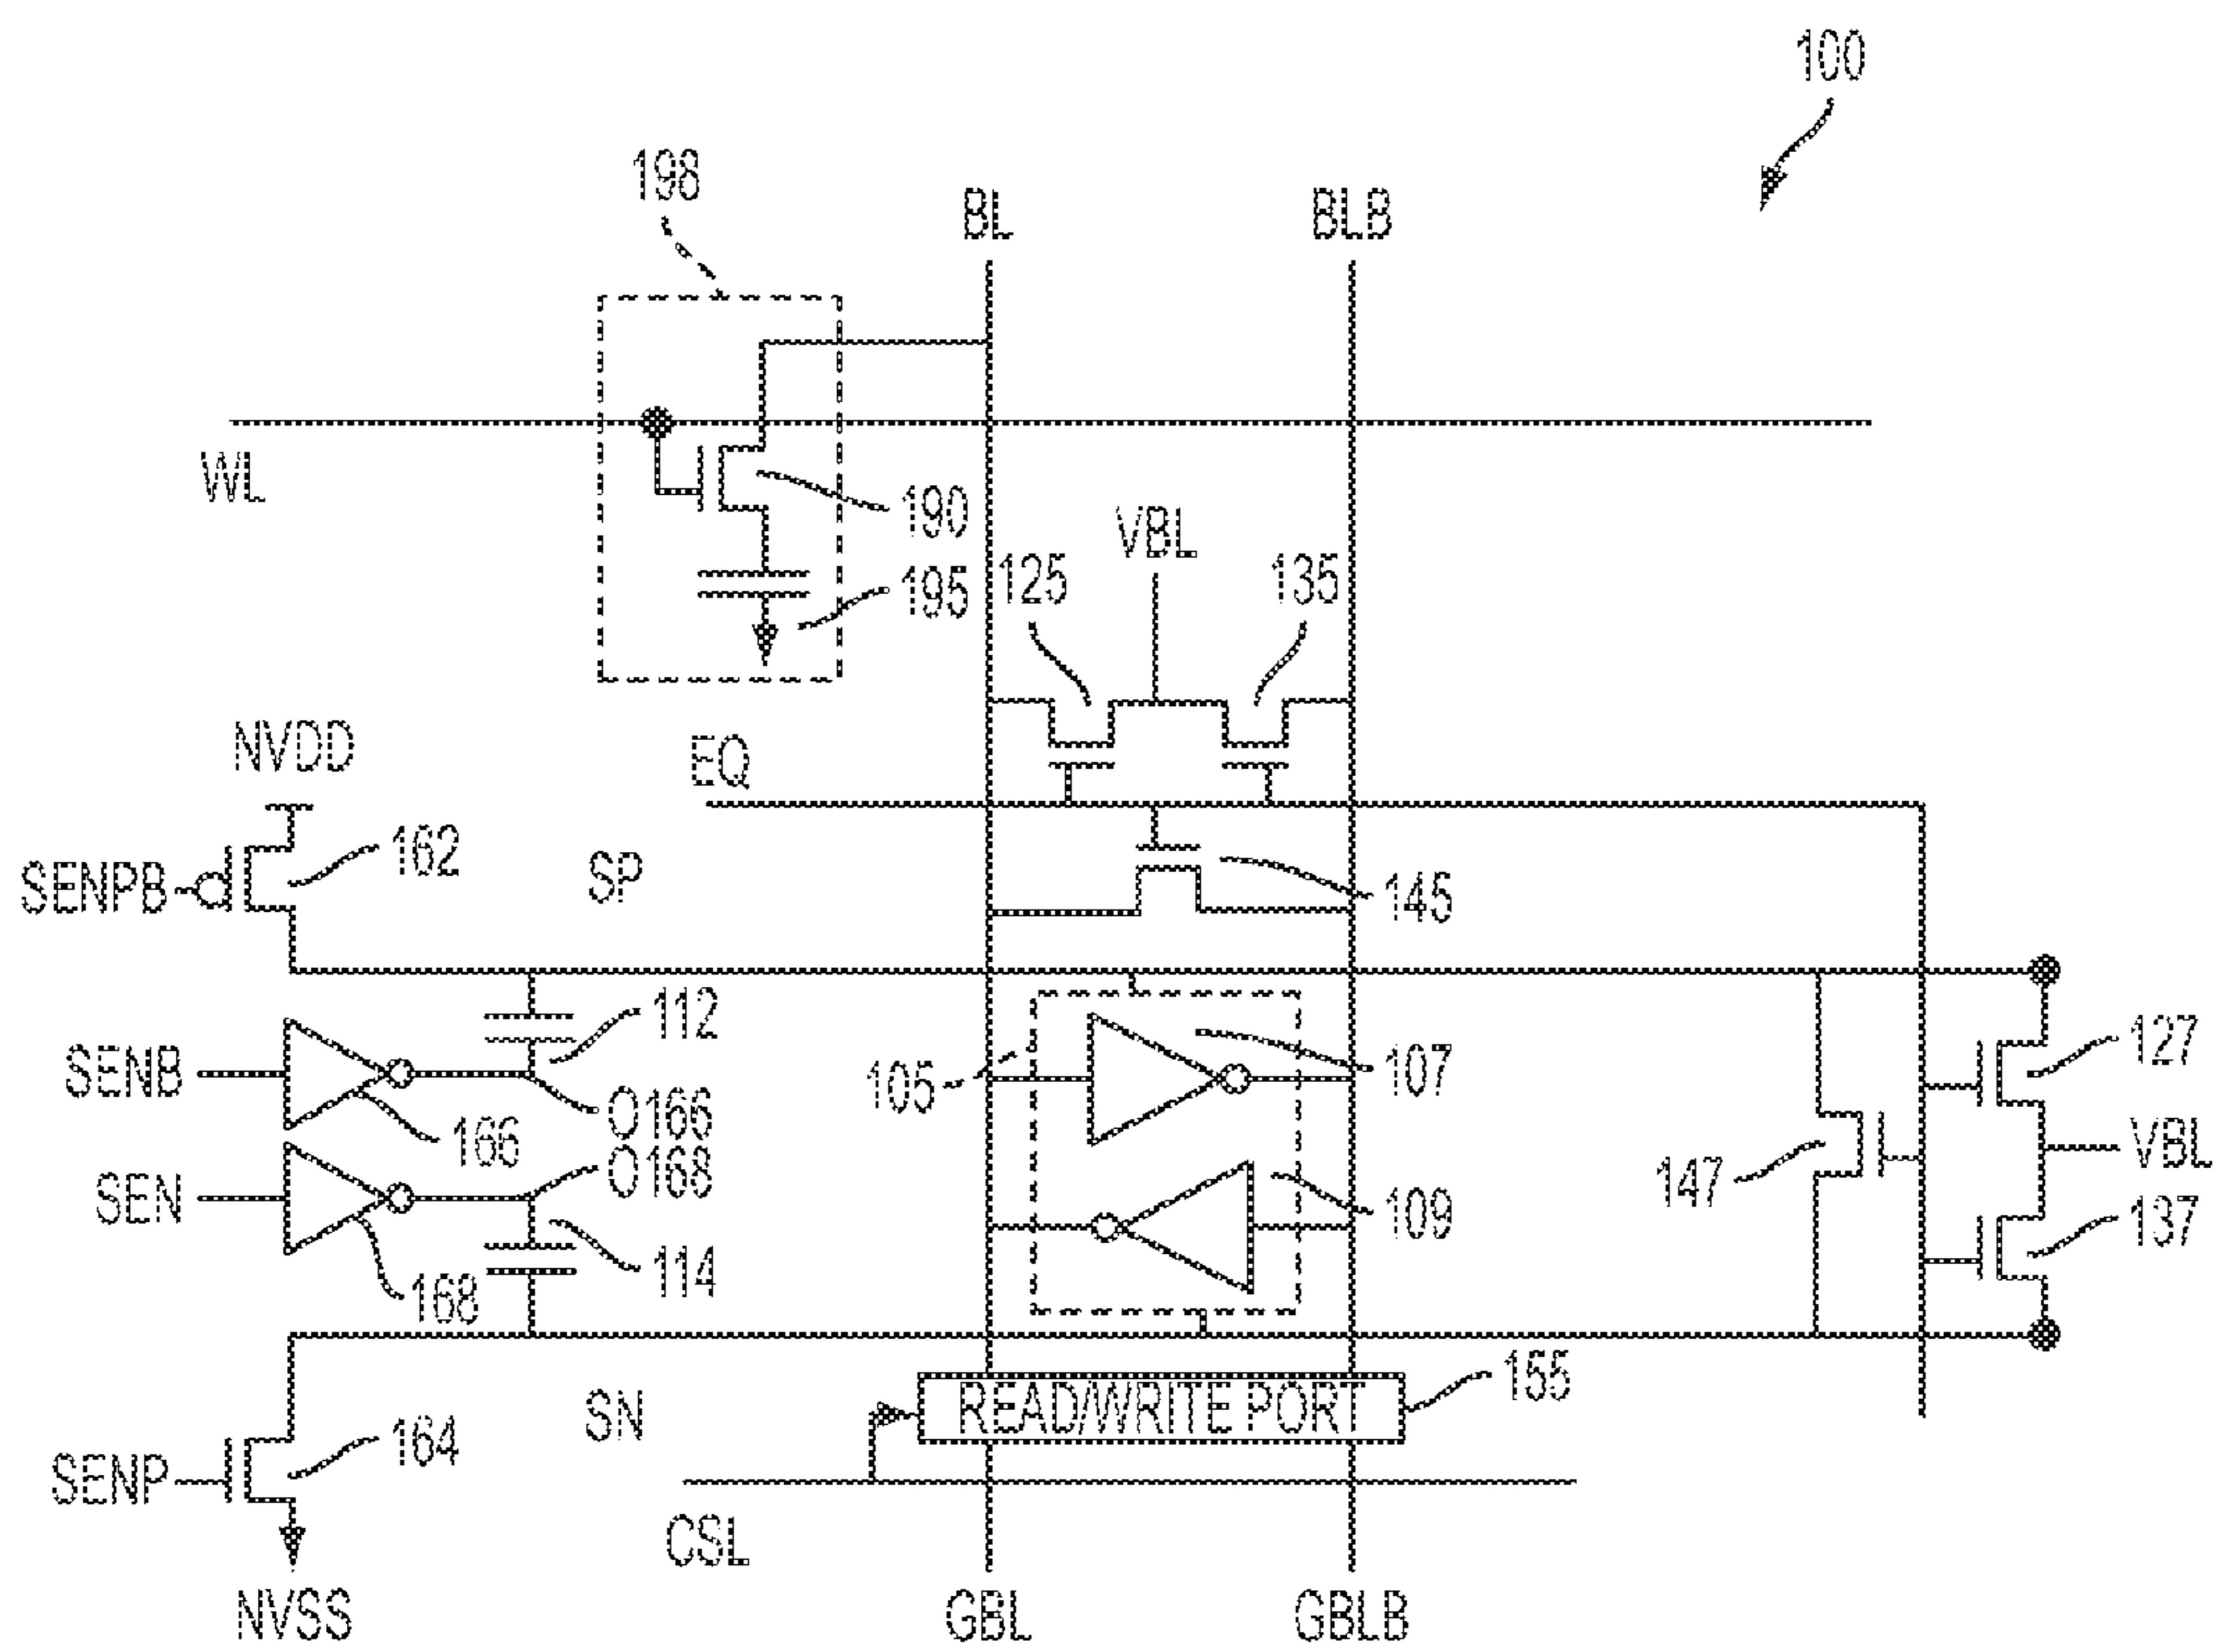 100
198
BL
BLB
WL
190
VBL
195
125
135
NVDD
EQ
162
SP
SENPB
145
112
107
127
SENB
105
O166
166
VBL
SEN
O168
147
109
137
114
168
155
READ/WRITE PORT
SN
164
SENP
CSL
NVSS
GBL
GBLB